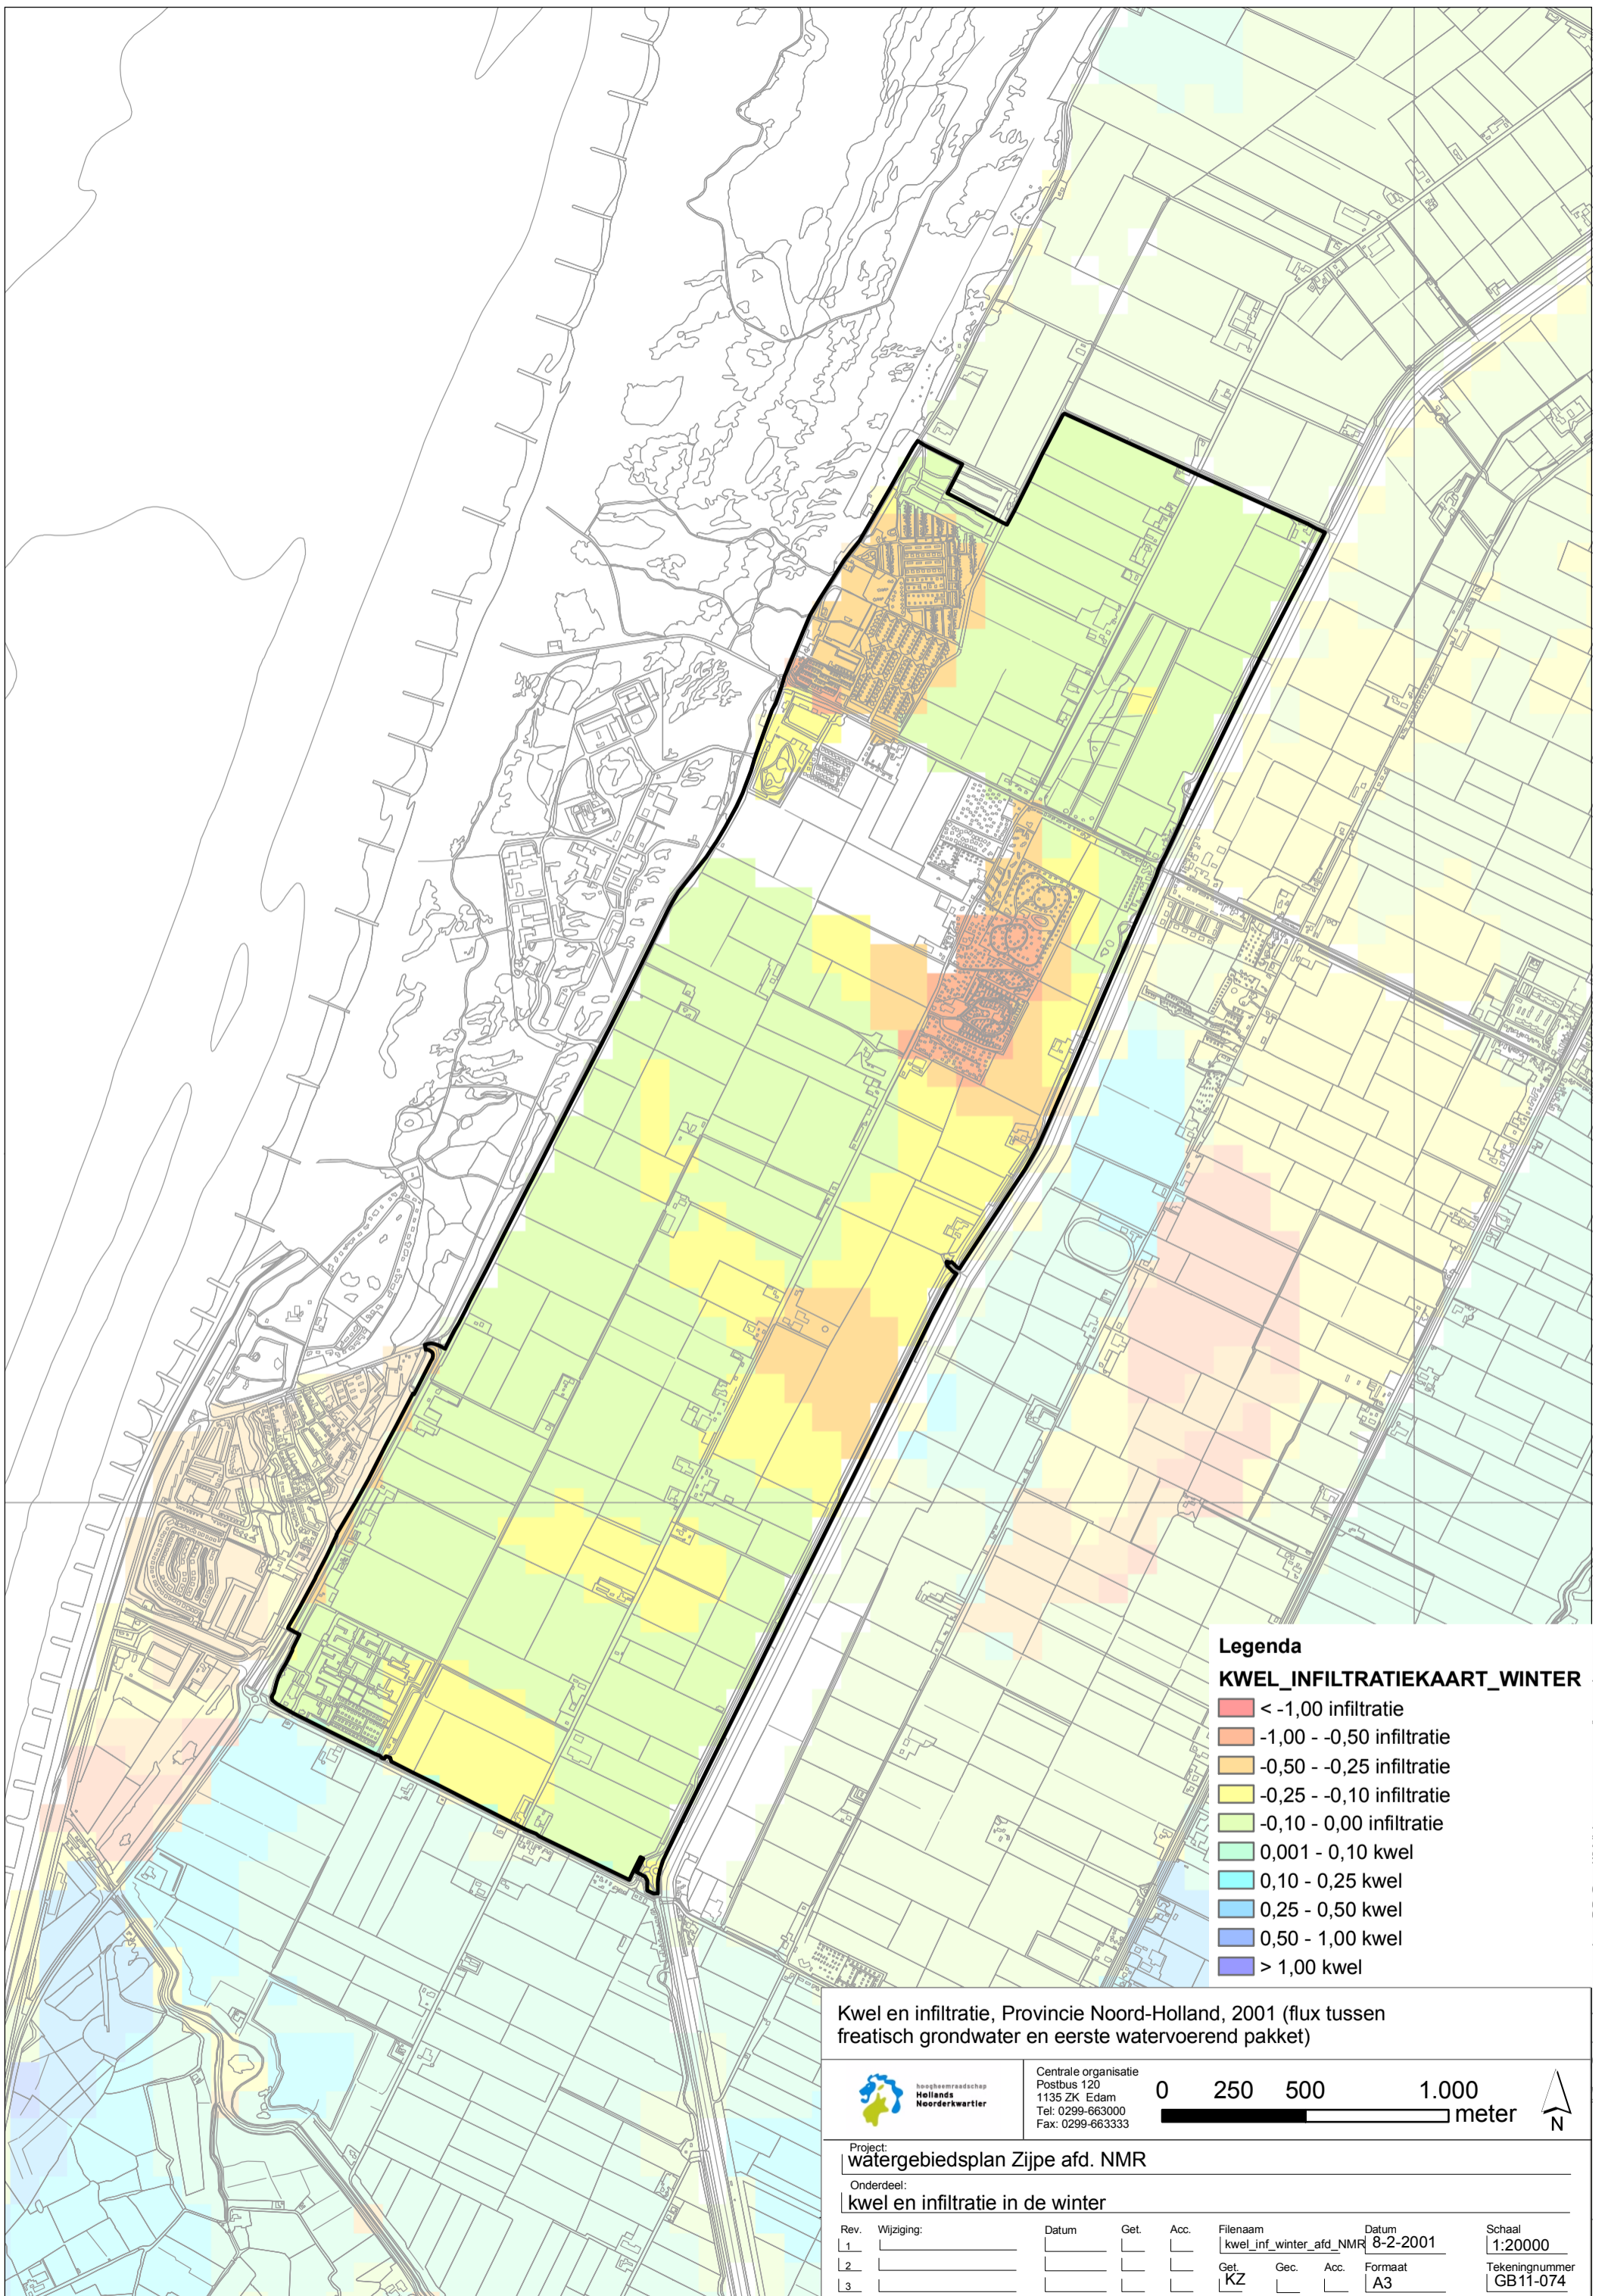 Legenda
KWEL_INFILTRATIEKAART_WINTER
< -1,00 infiltratie
-1,00 - -0,50 infiltratie
-0,50 - -0,25 infiltratie
-0,25 - -0,10 infiltratie
-0,10 - 0,00 infiltratie
0,001 - 0,10 kwel
0,10 - 0,25 kwel
0,25 - 0,50 kwel
0,50 - 1,00 kwel
> 1,00 kwel
Kwel en infiltratie, Provincie Noord-Holland, 2001 (flux tussen
freatisch grondwater en eerste watervoerend pakket)
hoogheemraadschap
Hollands
Noorderkwartier
Centrale organisatie
Postbus 120
1135 ZK Edam
Tel: 0299-663000
Fax: 0299-663333
0 250 500 1.000
meter
N
Project:
watergebiedsplan Zijpe afd. NMR
Onderdeel:
kwel en infiltratie in de winter
Rev. Wijziging: Datum Get. Acc. Filenaam Datum Schaal
1 kwel_inf_winter_afd_NMR 8-2-2001 1:20000
2 Get. Gec. Acc. Formaat Tekeningnummer
3 KZ A3 GB11-074